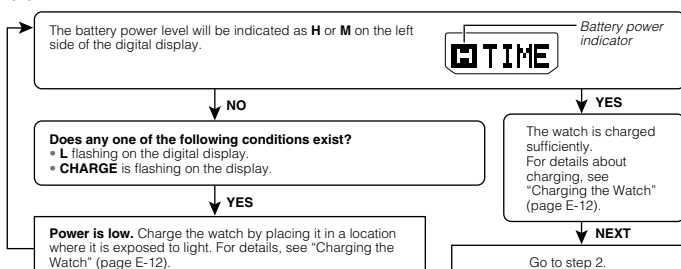 The battery power level will be indicated as H or M on the left
side of the digital display.
Battery power
indicator
H TIME
NO
YES
Does any one of the following conditions exist?
• L flashing on the digital display.
• CHARGE is flashing on the display.
The watch is charged
sufficiently.
For details about
charging, see
“Charging the Watch”
(page E-12).
YES
NEXT
Power is low. Charge the watch by placing it in a location
where it is exposed to light. For details, see “Charging the
Watch” (page E-12).
Go to step 2.